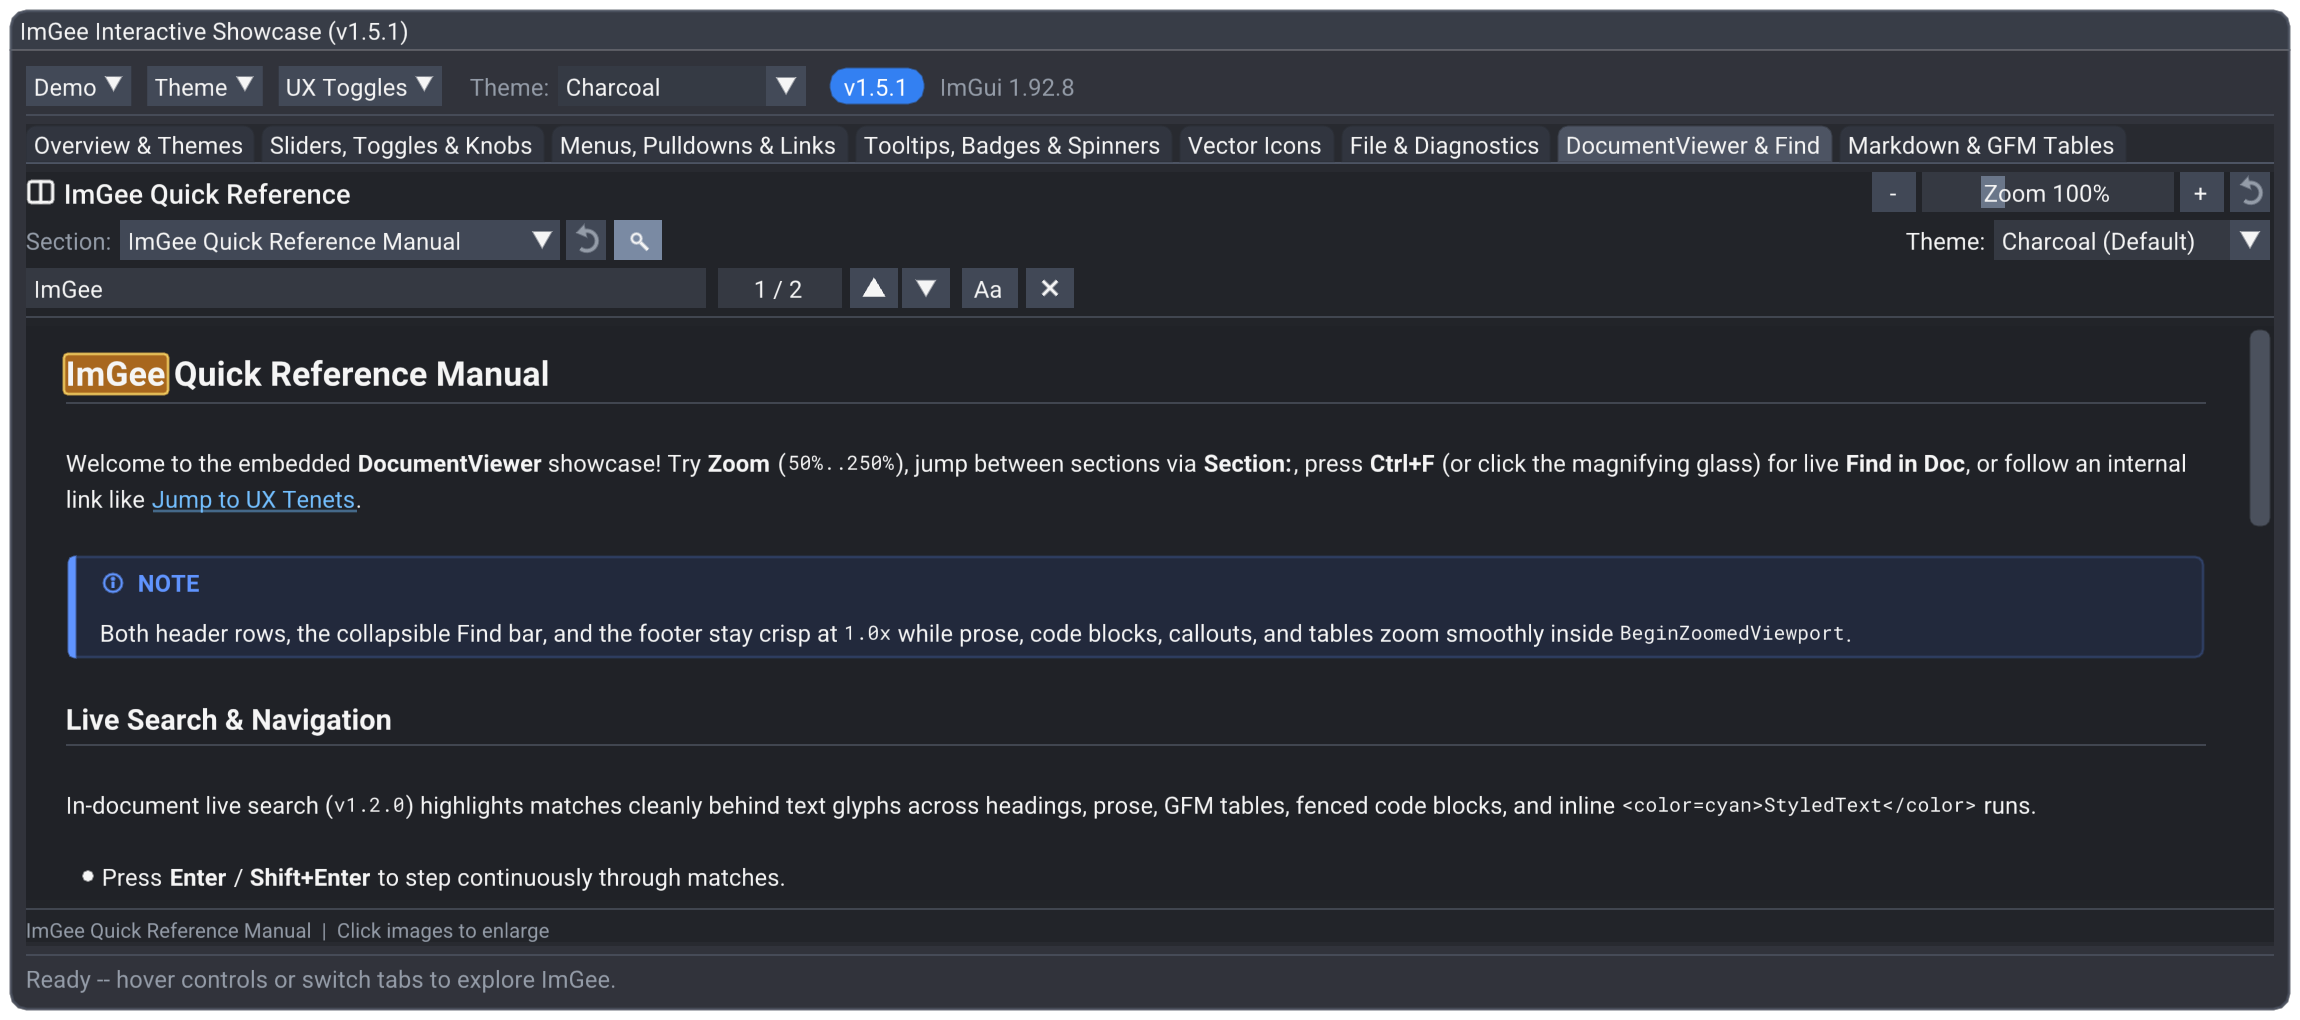 ImGee Interactive Showcase (v1.5.1)
Demo Theme UX Toggles Theme: Charcoal v1.5.1 ImGui 1.92.8
Overview & Themes Sliders, Toggles & Knobs Menus, Pulldowns & Links Tooltips, Badges & Spinners Vector Icons File & Diagnostics DocumentViewer & Find Markdown & GFM Tables
ImGee Quick Reference - Zoom 100% +
Section: ImGee Quick Reference Manual Theme: Charcoal (Default)
ImGee 1 / 2 Aa
ImGee Quick Reference Manual
Welcome to the embedded DocumentViewer showcase! Try Zoom (50%..250%), jump between sections via Section:, press Ctrl+F (or click the magnifying glass) for live Find in Doc, or follow an internal
link like Jump to UX Tenets.
NOTE
Both header rows, the collapsible Find bar, and the footer stay crisp at 1.0x while prose, code blocks, callouts, and tables zoom smoothly inside BeginZoomedViewport.
Live Search & Navigation
In-document live search (v1.2.0) highlights matches cleanly behind text glyphs across headings, prose, GFM tables, fenced code blocks, and inline <color=cyan>StyledText</color> runs.
• Press Enter / Shift+Enter to step continuously through matches.
ImGee Quick Reference Manual | Click images to enlarge
Ready -- hover controls or switch tabs to explore ImGee.